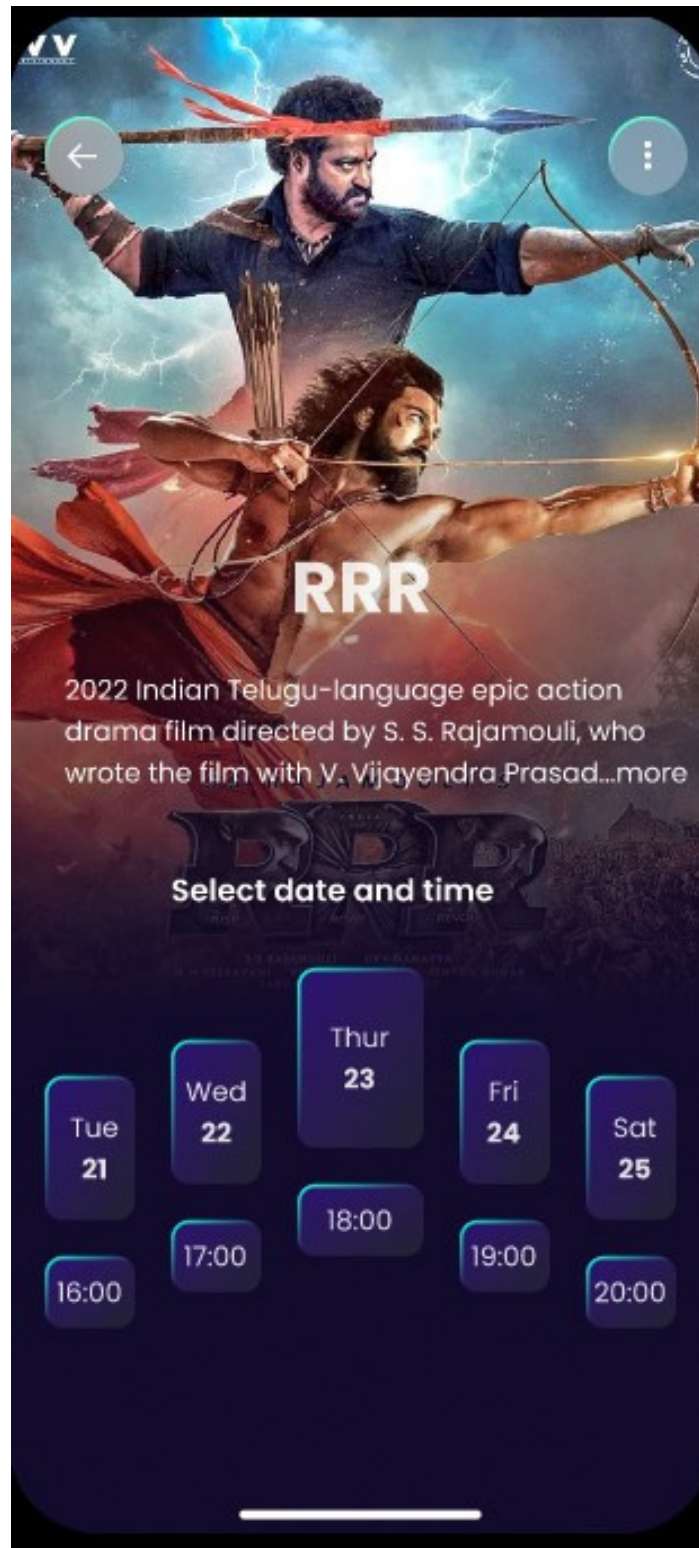 RRR
2022 Indian Telugu-language epic action
drama film directed by S. S. Rajamouli, who
wrote the film with V. Vijayendra Prasad...more
RRR
Select date and time
Tue
21
Wed
22
Thur
23
Fri
24
Sat
25
16:00
17:00
18:00
19:00
20:00